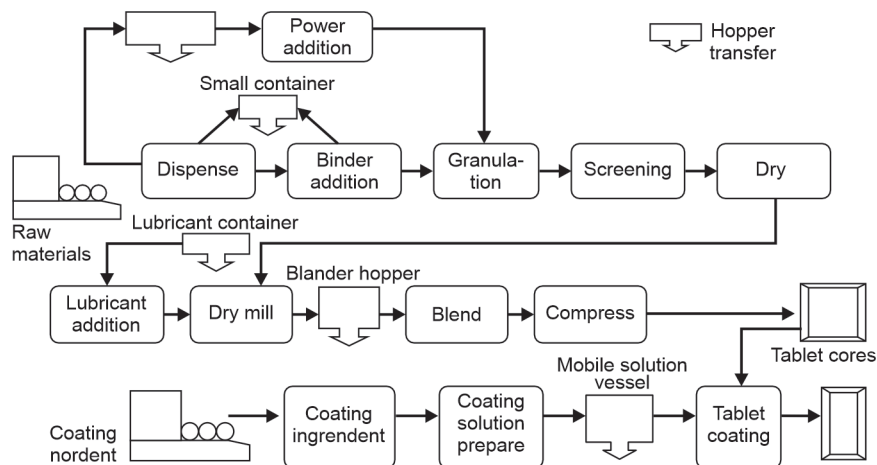 Power
addition
Hopper
transfer
Small container
Dispense
Binder
addition
Granula-
tion
Screening
Dry
Raw
materials
Lubricant container
Blander hopper
Lubricant
addition
Dry mill
Blend
Compress
Tablet cores
Mobile solution
vessel
Coating
nordent
Coating
ingrendent
Coating
solution
prepare
Tablet
coating